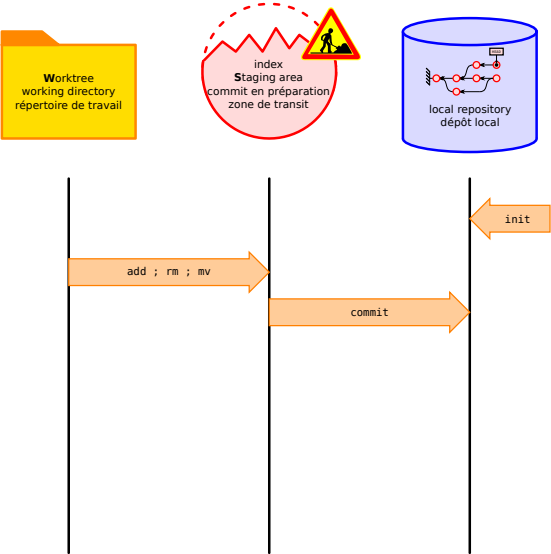 Worktree
working directory
répertoire de travail
index
Staging area
commit en préparation
zone de transit
local repository
dépôt local
init
add ; rm ; mv
commit